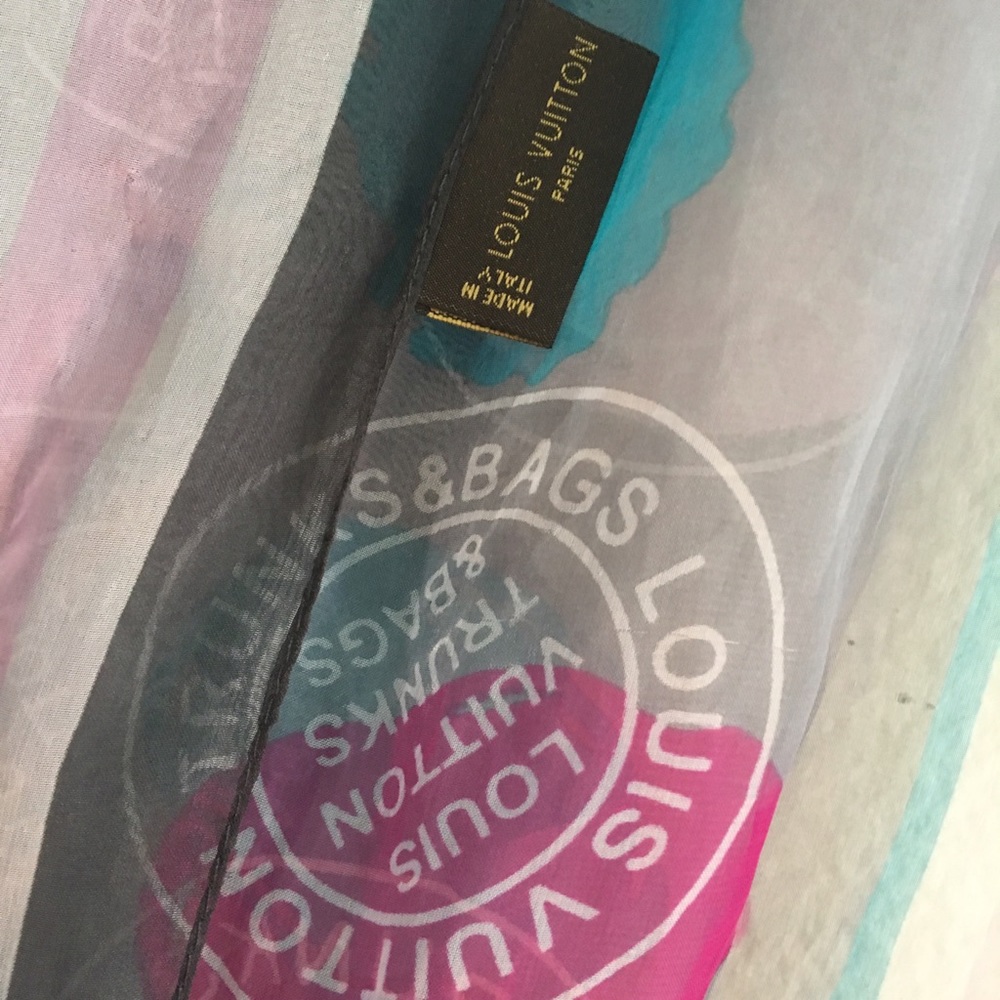 LOUIS VUITTON
PARIS
MADE IN
ITALY
TRUNKS &BAGS LOUIS VUITTON
LOUIS
VUITTON
TRUNKS
&BAGS